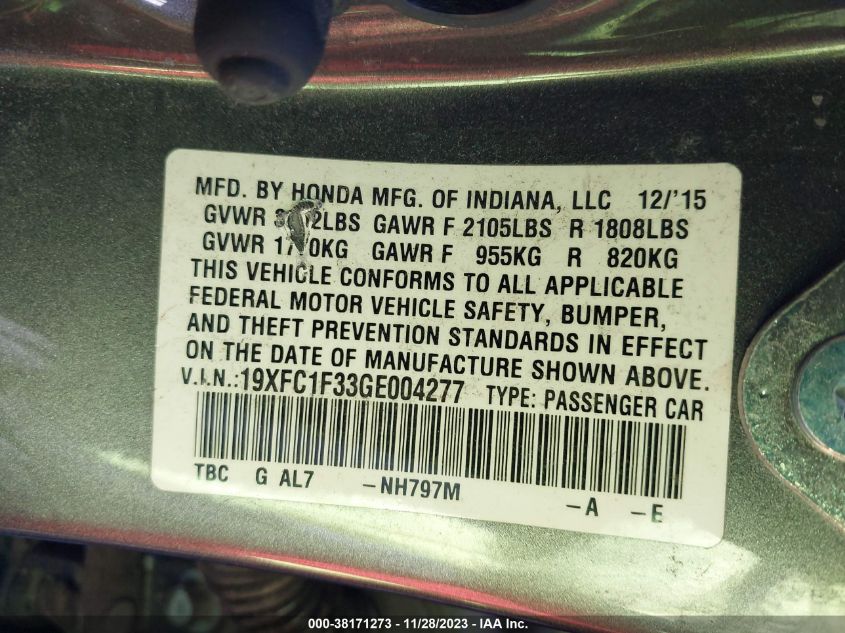 MFD. BY HONDA MFG. OF INDIANA, LLC 12/'15
GVWR LBS GAWR F 2105LBS R 1808LBS
GVWR GAWR F 955KG R 820KG
THIS VEHICLE CONFORMS TO ALL APPLICABLE
FEDERAL MOTOR VEHICLE SAFETY, BUMPER,
AND THEFT PREVENTION STANDARDS IN EFFECT
ON THE DATE OF MANUFACTURE SHOWN ABOVE.
V.I.N.:19XFC1F33GE004277 TYPE: PASSENGER CAR
TBC G AL7 -NH797M -A -E
000-38171273 - 11/28/2023 - IAA Inc.